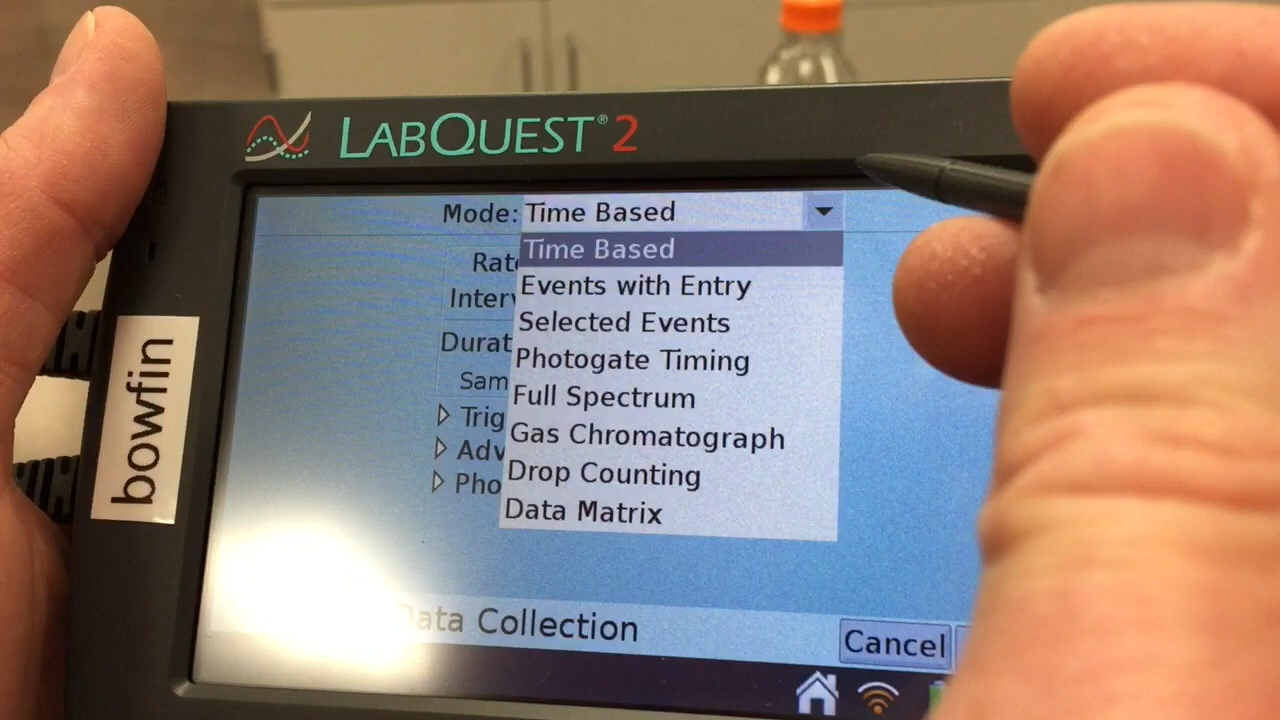 LABQUEST® 2
Mode: Time Based
Time Based
Events with Entry
Selected Events
Photogate Timing
Full Spectrum
Gas Chromatograph
Drop Counting
Data Matrix
Data Collection
Cancel
bowfin